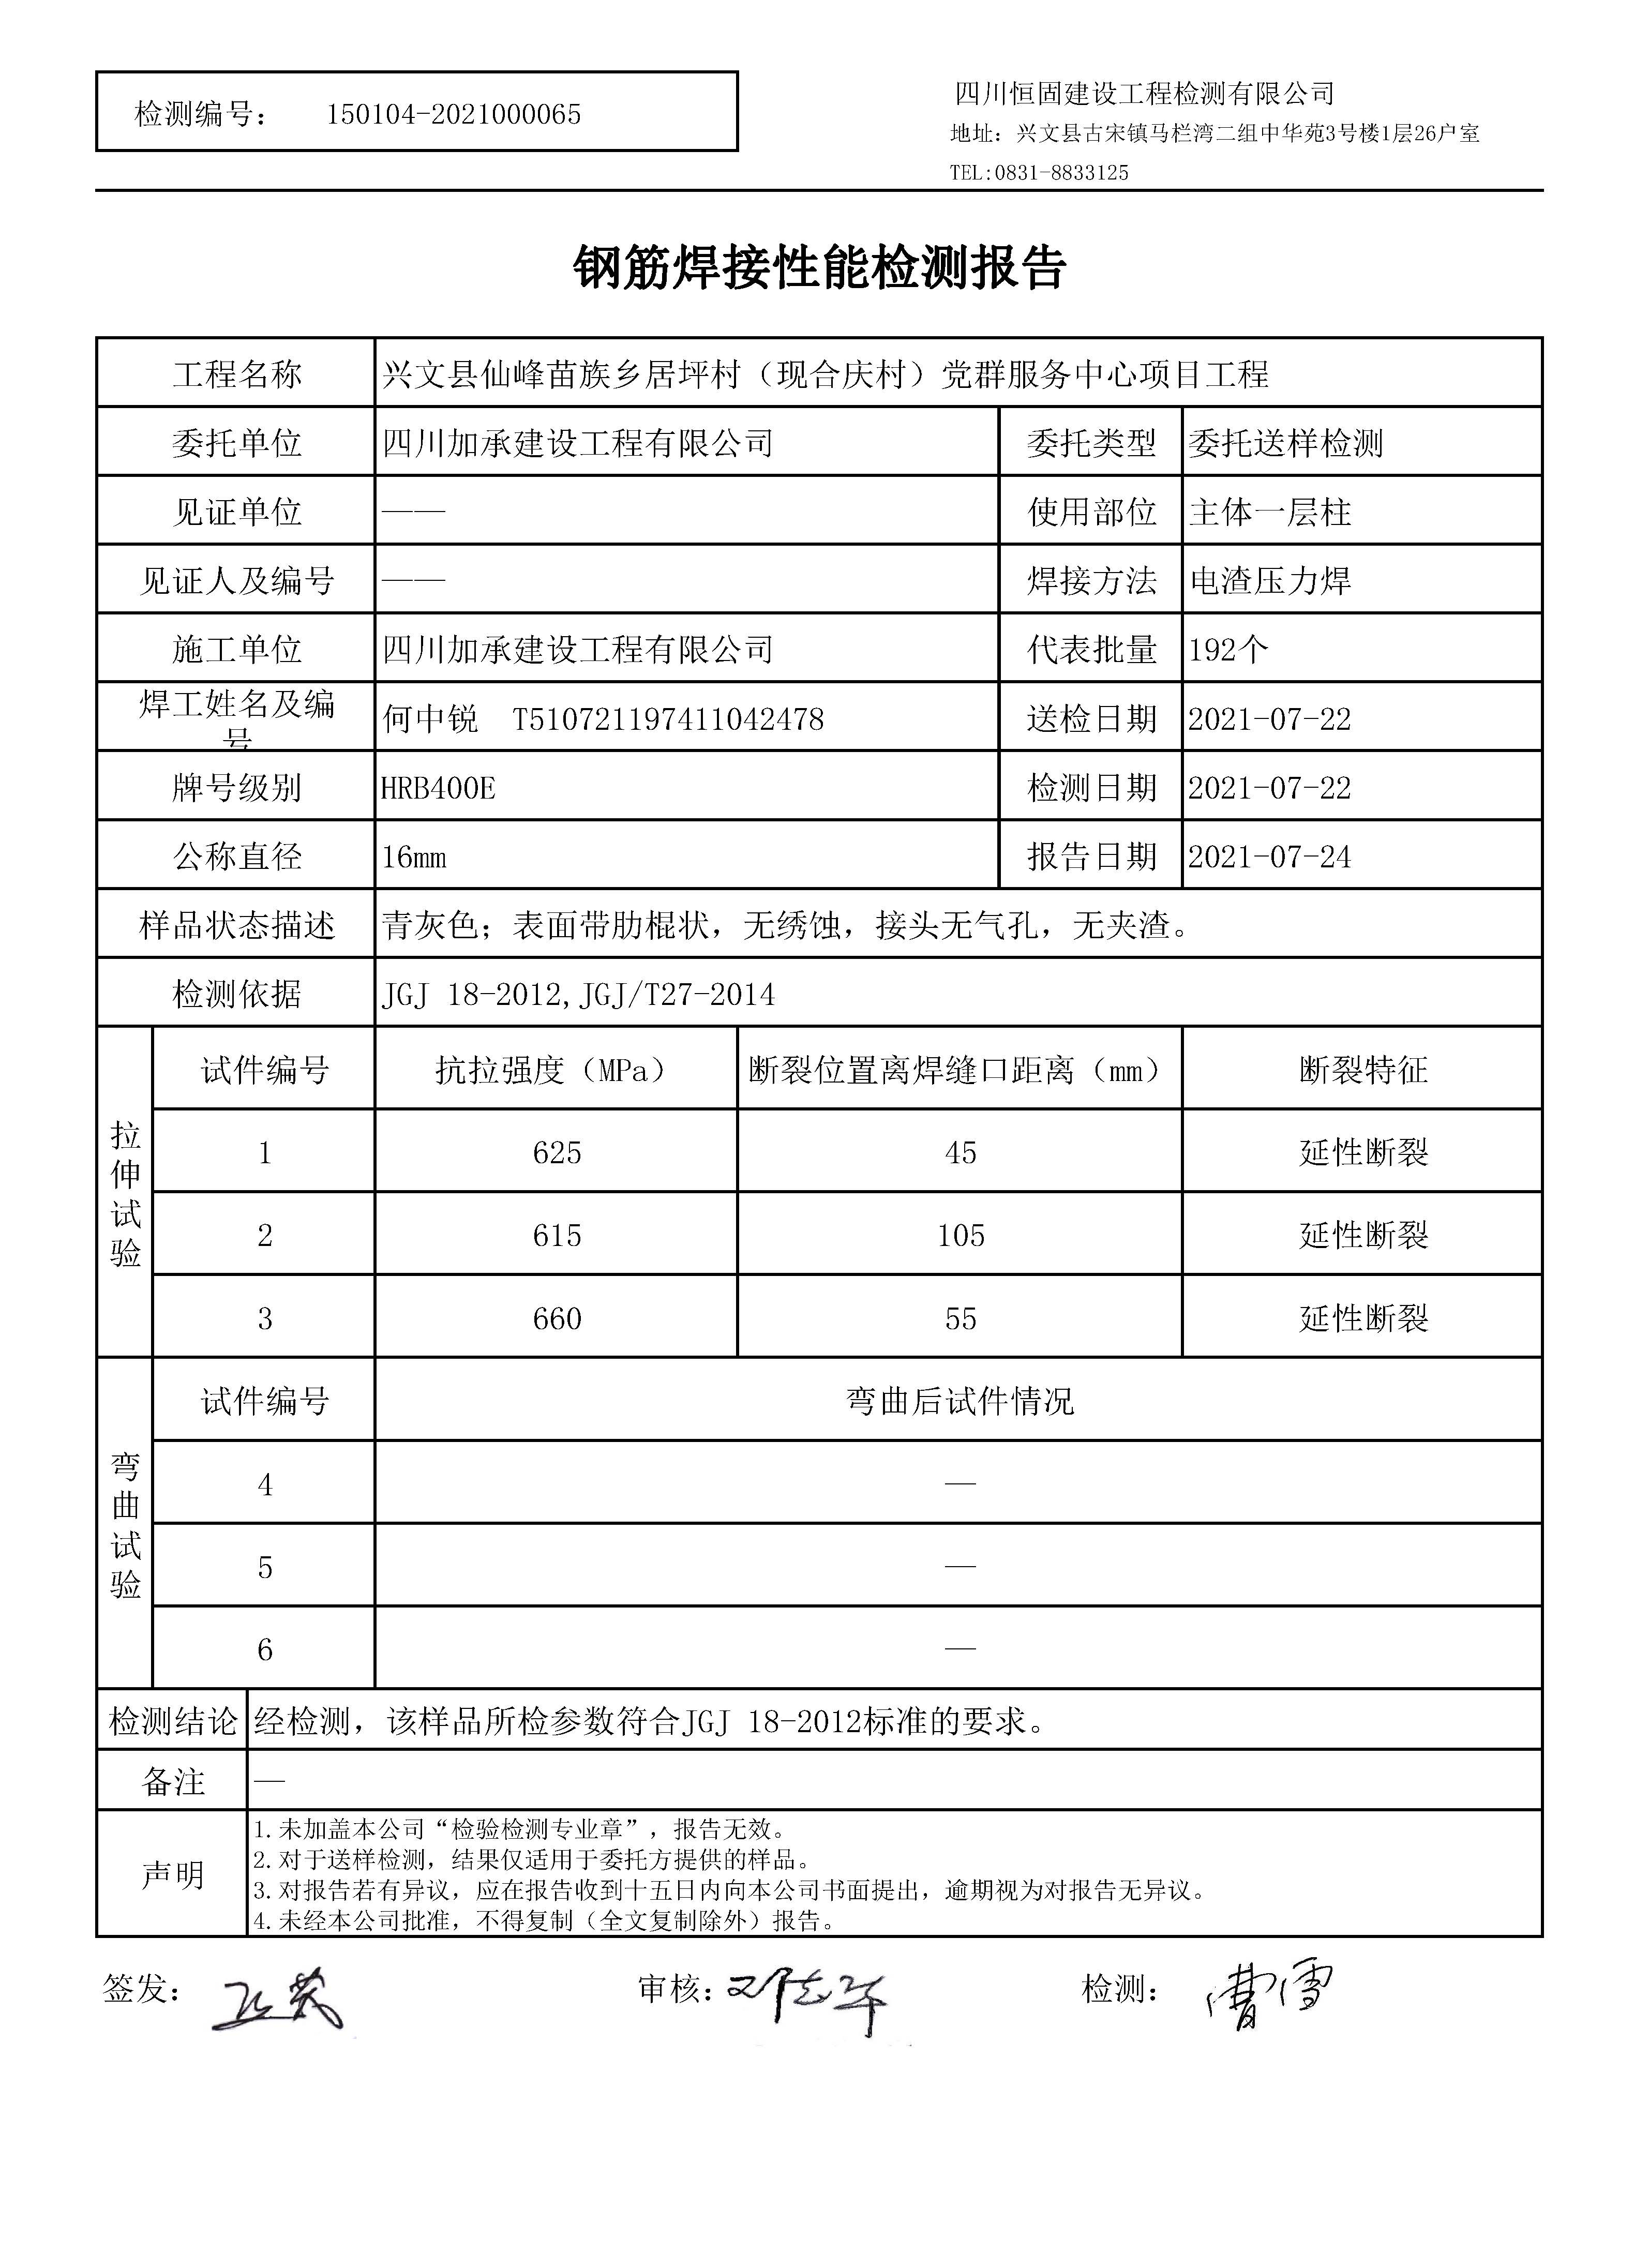 检测编号： 150104-2021000065
四川恒固建设工程检测有限公司
地址：兴文县古宋镇马栏湾二组中华苑3号楼1层26户室
TEL:0831-8833125
钢筋焊接性能检测报告
工程名称 兴文县仙峰苗族乡居坪村（现合庆村）党群服务中心项目工程
委托单位 四川加承建设工程有限公司 委托类型 委托送样检测
见证单位 —— 使用部位 主体一层柱
见证人及编号 —— 焊接方法 电渣压力焊
施工单位 四川加承建设工程有限公司 代表批量 192个
焊工姓名及编号 何中锐 T510721197411042478 送检日期 2021-07-22
牌号级别 HRB400E 检测日期 2021-07-22
公称直径 16mm 报告日期 2021-07-24
样品状态描述 青灰色；表面带肋棍状，无绣蚀，接头无气孔，无夹渣。
检测依据 JGJ 18-2012,JGJ/T27-2014
拉伸试验
试件编号 抗拉强度（MPa） 断裂位置离焊缝口距离（mm） 断裂特征
1 625 45 延性断裂
2 615 105 延性断裂
3 660 55 延性断裂
弯曲试验
试件编号 弯曲后试件情况
4 —
5 —
6 —
检测结论 经检测，该样品所检参数符合JGJ 18-2012标准的要求。
备注 —
声明
1.未加盖本公司“检验检测专业章”，报告无效。
2.对于送样检测，结果仅适用于委托方提供的样品。
3.对报告若有异议，应在报告收到十五日内向本公司书面提出，逾期视为对报告无异议。
4.未经本公司批准，不得复制（全文复制除外）报告。
签发： 审核： 检测：曹雪